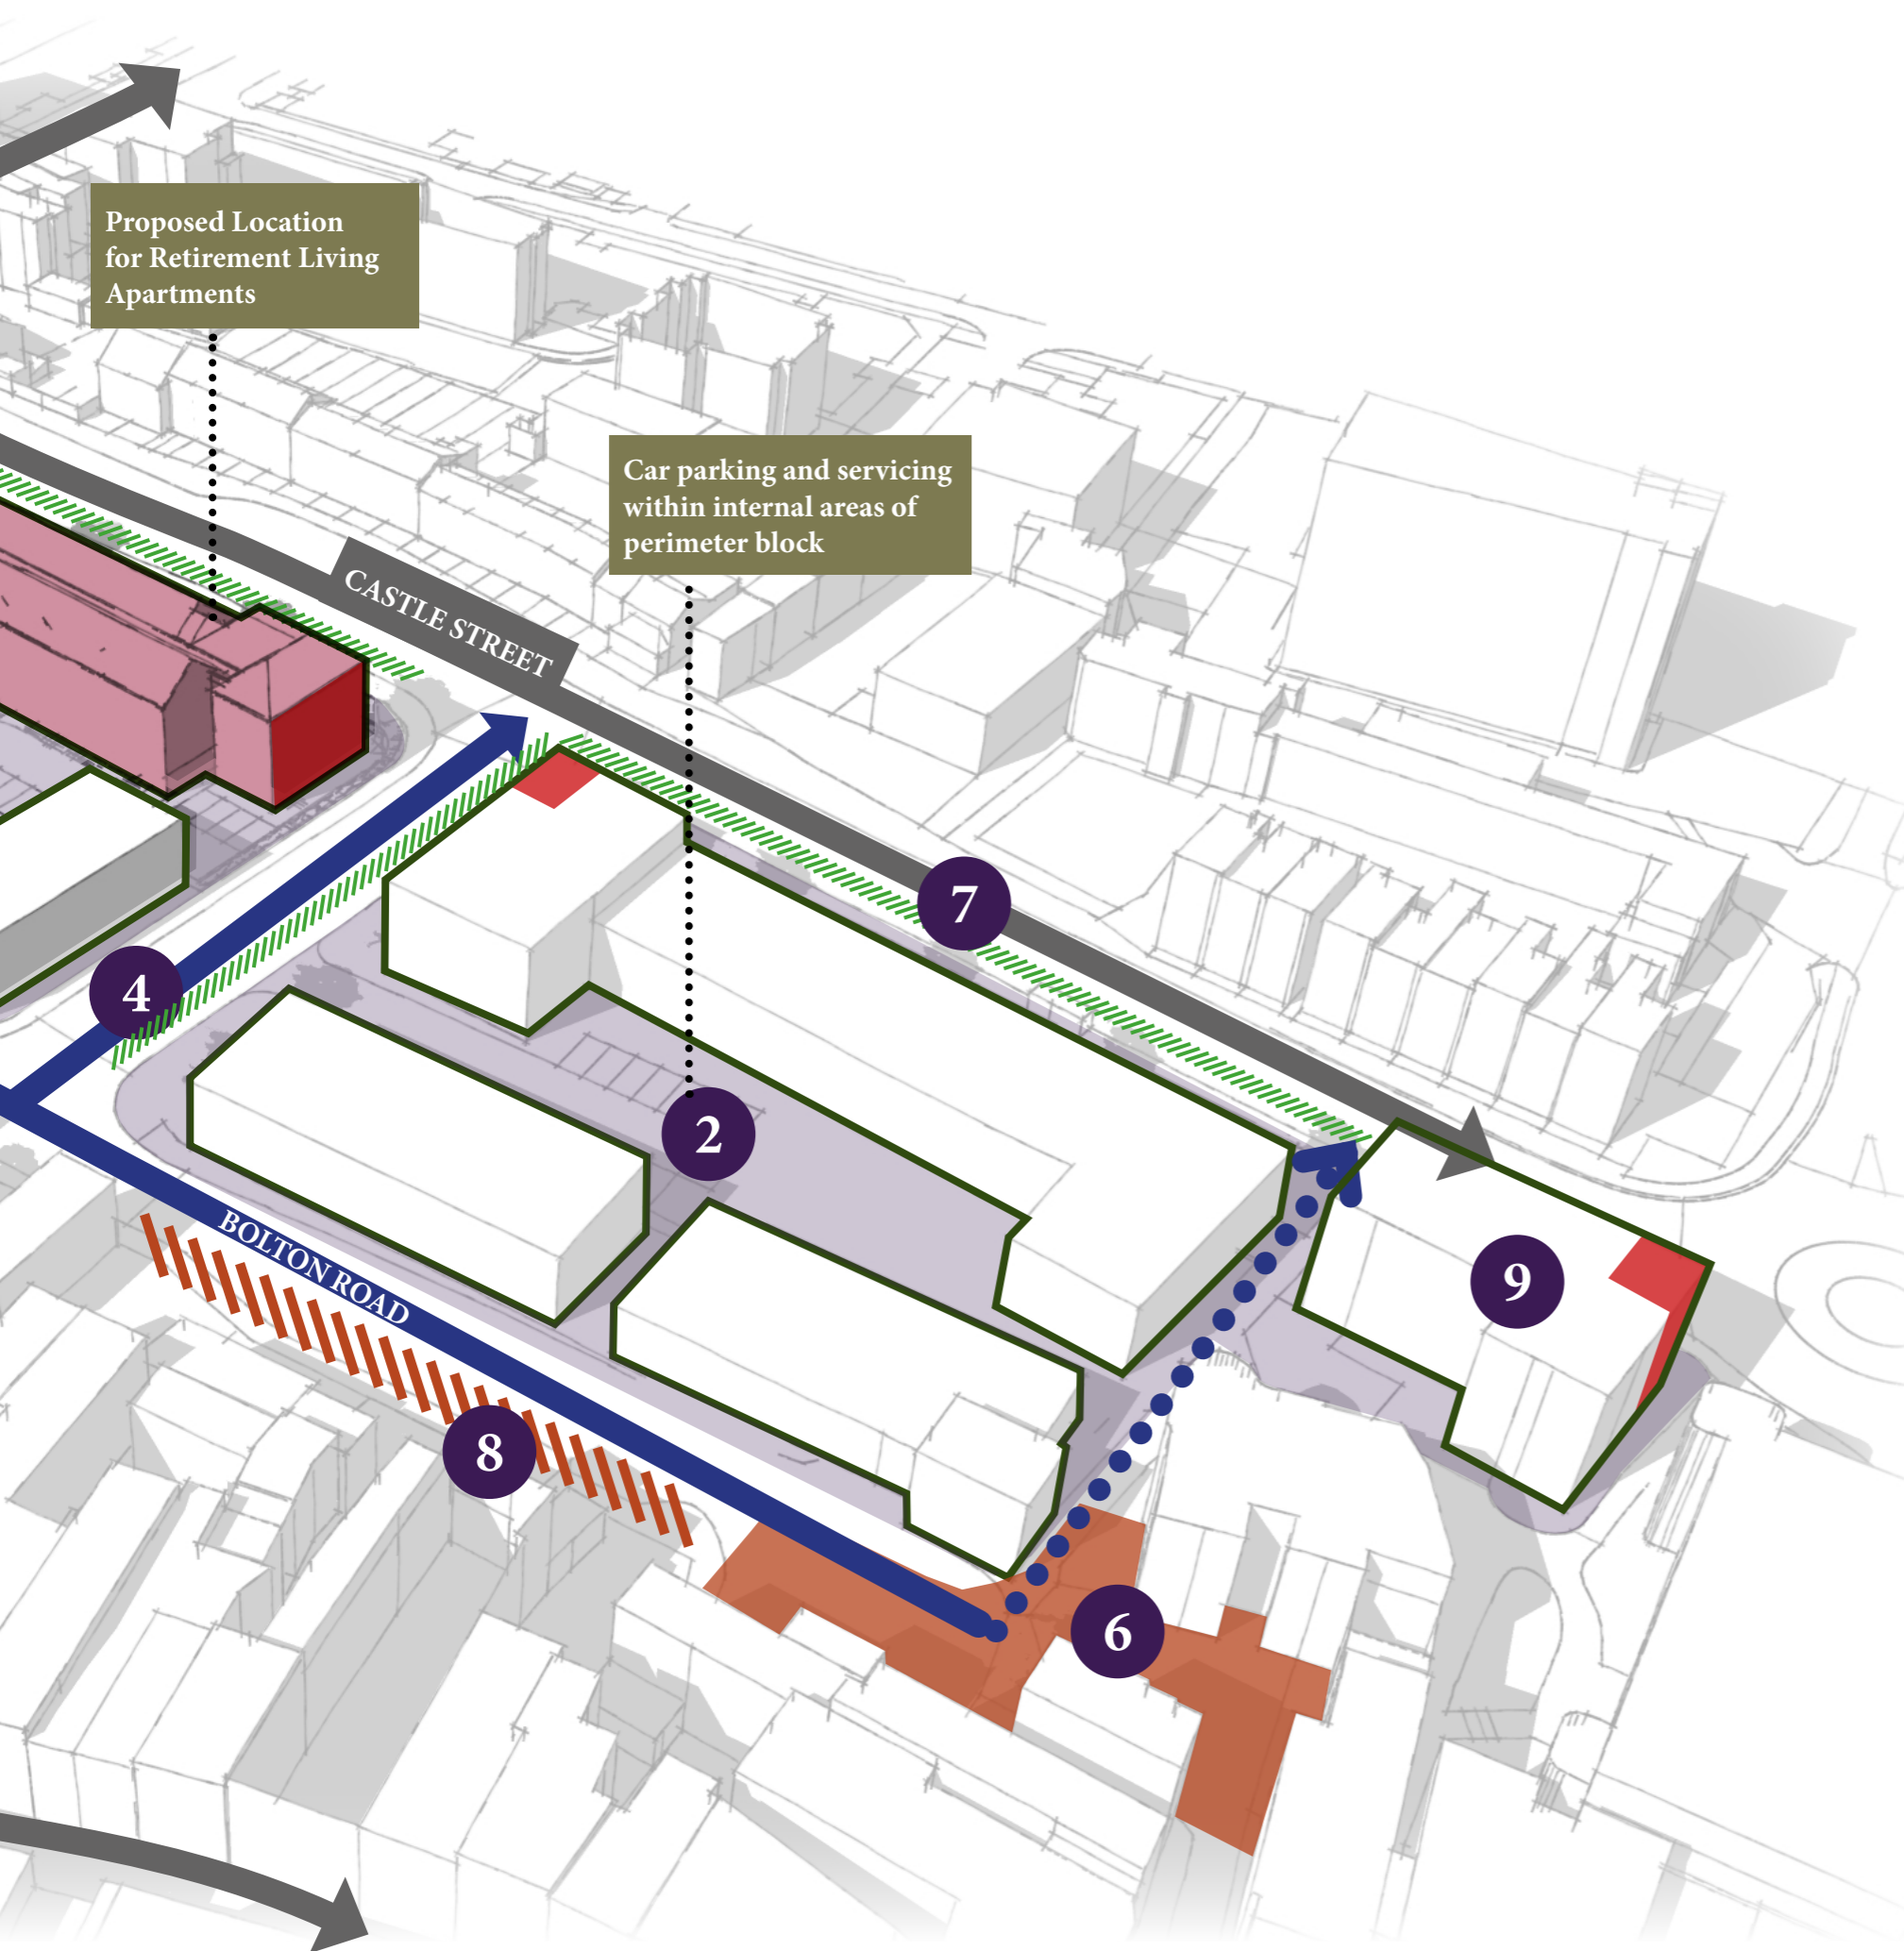 Proposed Location
for Retirement Living
Apartments
Car parking and servicing
within internal areas of
perimeter block
CASTLE STREET
7
4
2
9
BOLTON ROAD
8
6